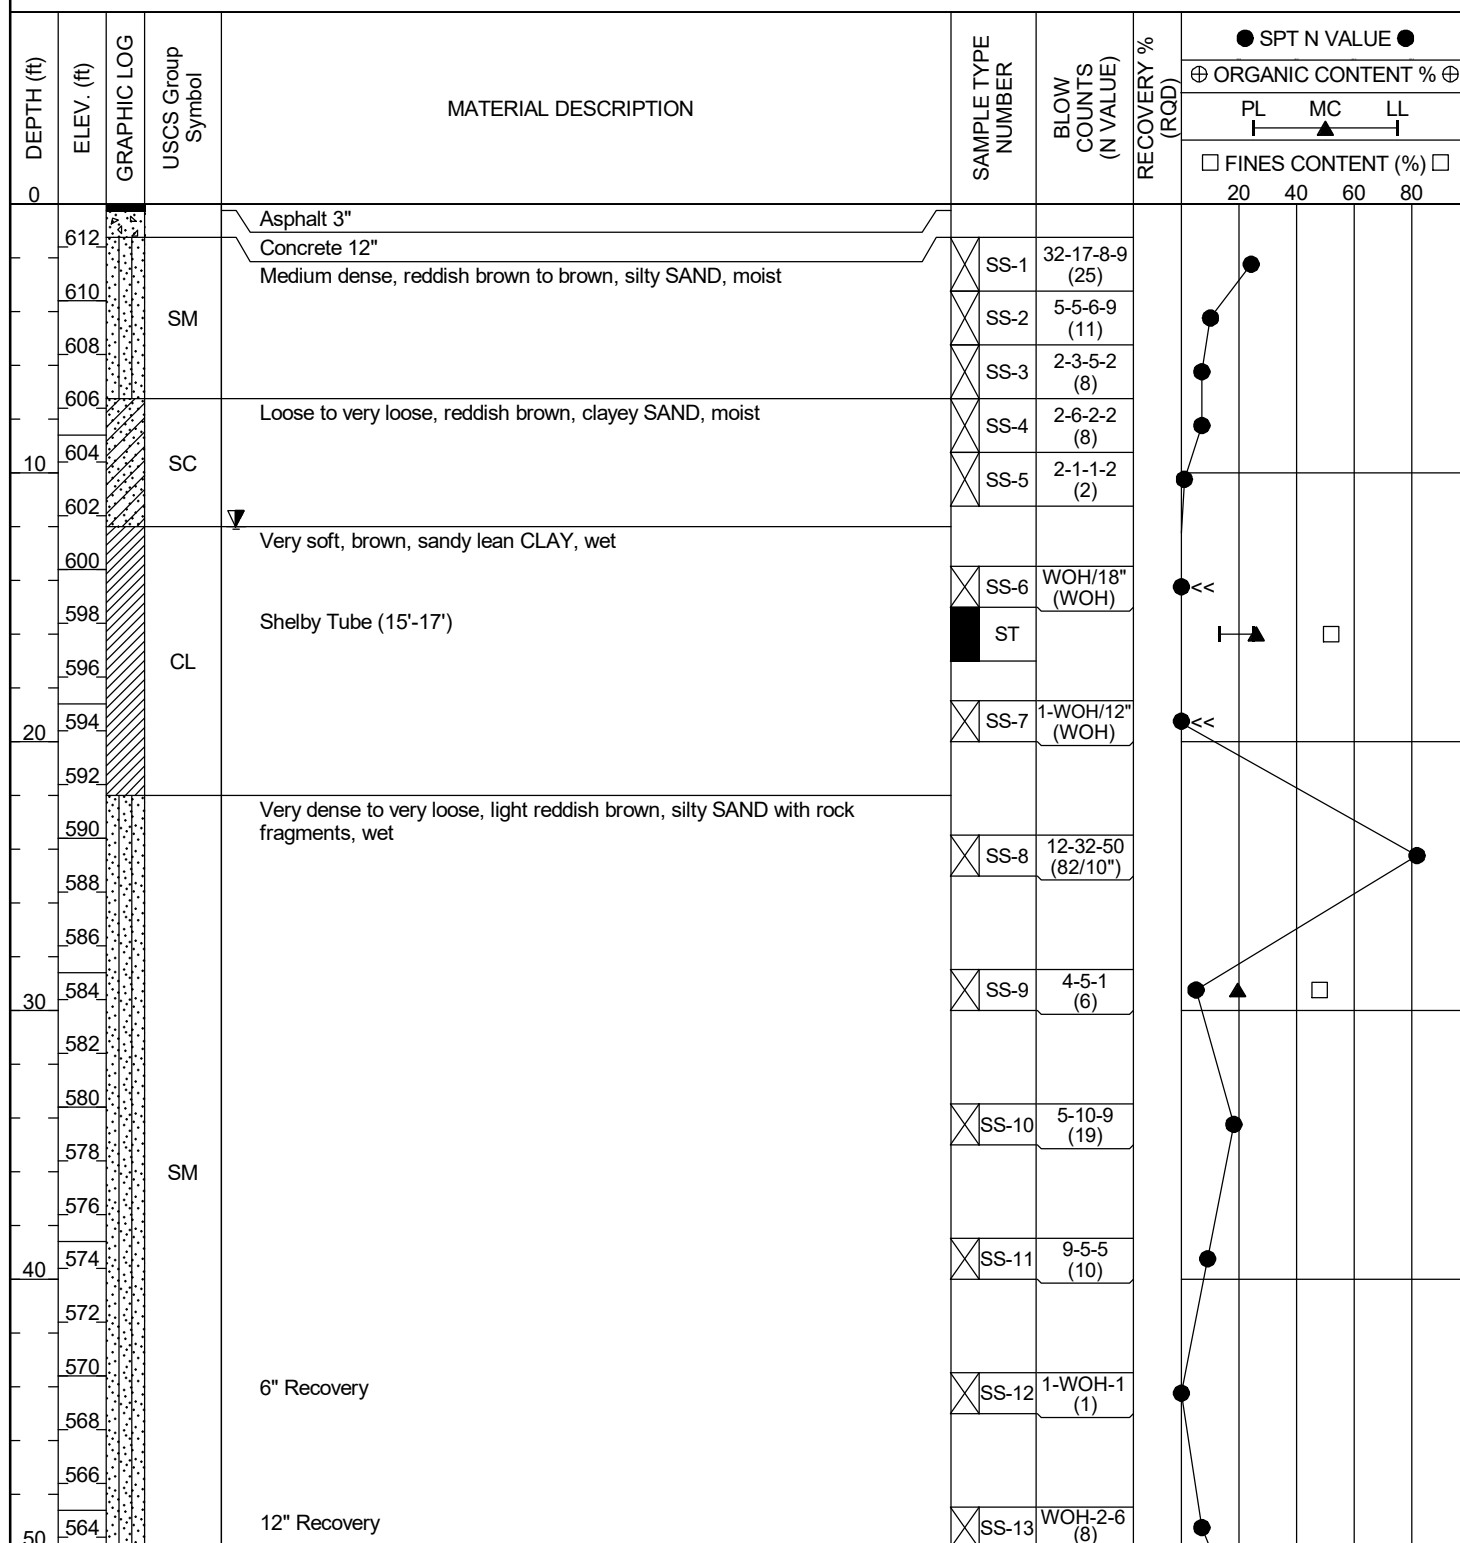 DEPTH (ft)
ELEV. (ft)
GRAPHIC LOG
USCS Group
Symbol
MATERIAL DESCRIPTION
SAMPLE TYPE
NUMBER
BLOW
COUNTS
(N VALUE)
RECOVERY %
(RQD)
SPT N VALUE
ORGANIC CONTENT %
PL MC LL
FINES CONTENT (%)
20 40 60 80
0
Asphalt 3"
612
Concrete 12"
Medium dense, reddish brown to brown, silty SAND, moist
SS-1
32-17-8-9
(25)
610
SM
SS-2
5-5-6-9
(11)
608
SS-3
2-3-5-2
(8)
606
Loose to very loose, reddish brown, clayey SAND, moist
SS-4
2-6-2-2
(8)
604
10
SC
SS-5
2-1-1-2
(2)
602
Very soft, brown, sandy lean CLAY, wet
600
SS-6
WOH/18"
(WOH)
<<
598
Shelby Tube (15'-17')
ST
CL
596
594
20
SS-7
1-WOH/12"
(WOH)
<<
592
Very dense to very loose, light reddish brown, silty SAND with rock
fragments, wet
590
SS-8
12-32-50
(82/10")
588
586
584
30
SS-9
4-5-1
(6)
582
580
SS-10
5-10-9
(19)
578
SM
576
574
40
SS-11
9-5-5
(10)
572
570
6" Recovery
SS-12
1-WOH-1
(1)
568
566
564
50
12" Recovery
SS-13
WOH-2-6
(8)